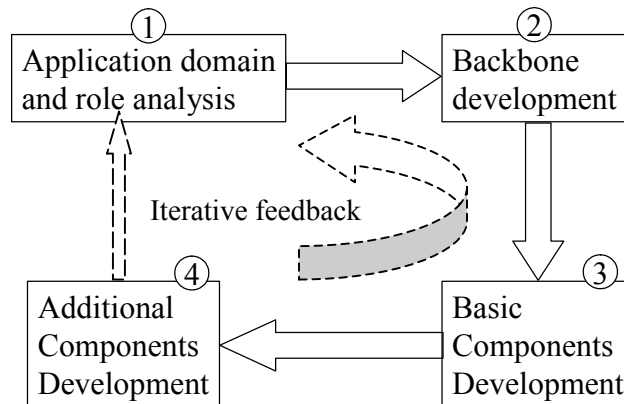 1
Application domain
and role analysis
2
Backbone
development
Iterative feedback
3
Basic
Components
Development
4
Additional
Components
Development